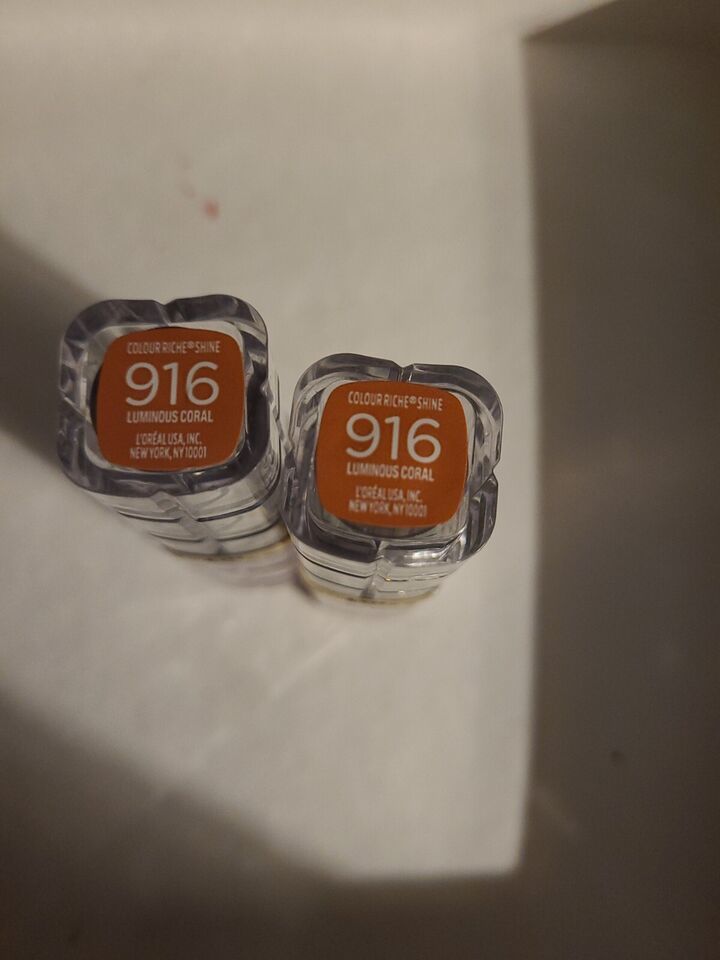 COLOUR RICHE® SHINE
916
LUMINOUS CORAL
L'ORÉAL USA, INC.
NEW YORK, NY 10001
COLOUR RICHE® SHINE
916
LUMINOUS CORAL
L'ORÉAL USA, INC.
NEW YORK, NY 10001